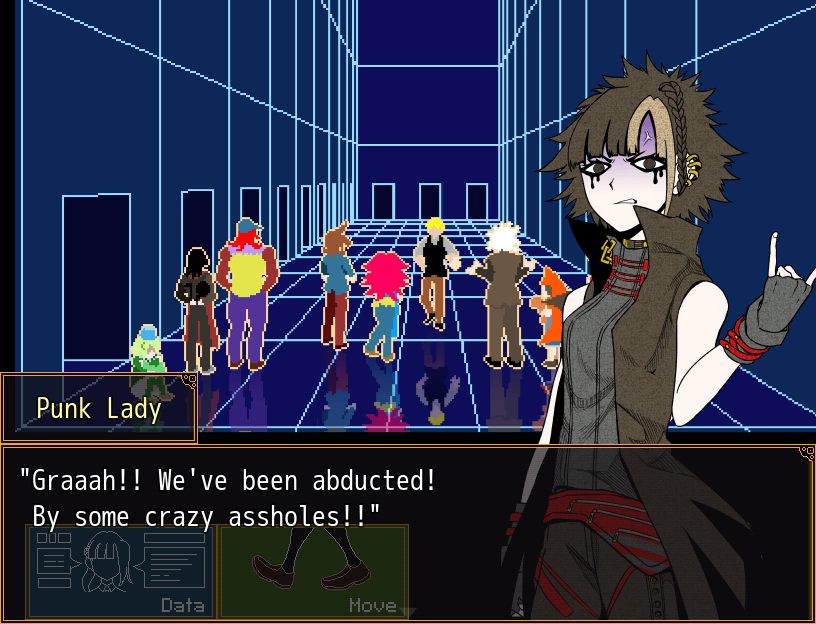 Punk Lady
"Graaah!! We've been abducted!
By some crazy assholes!!"
Data
Move